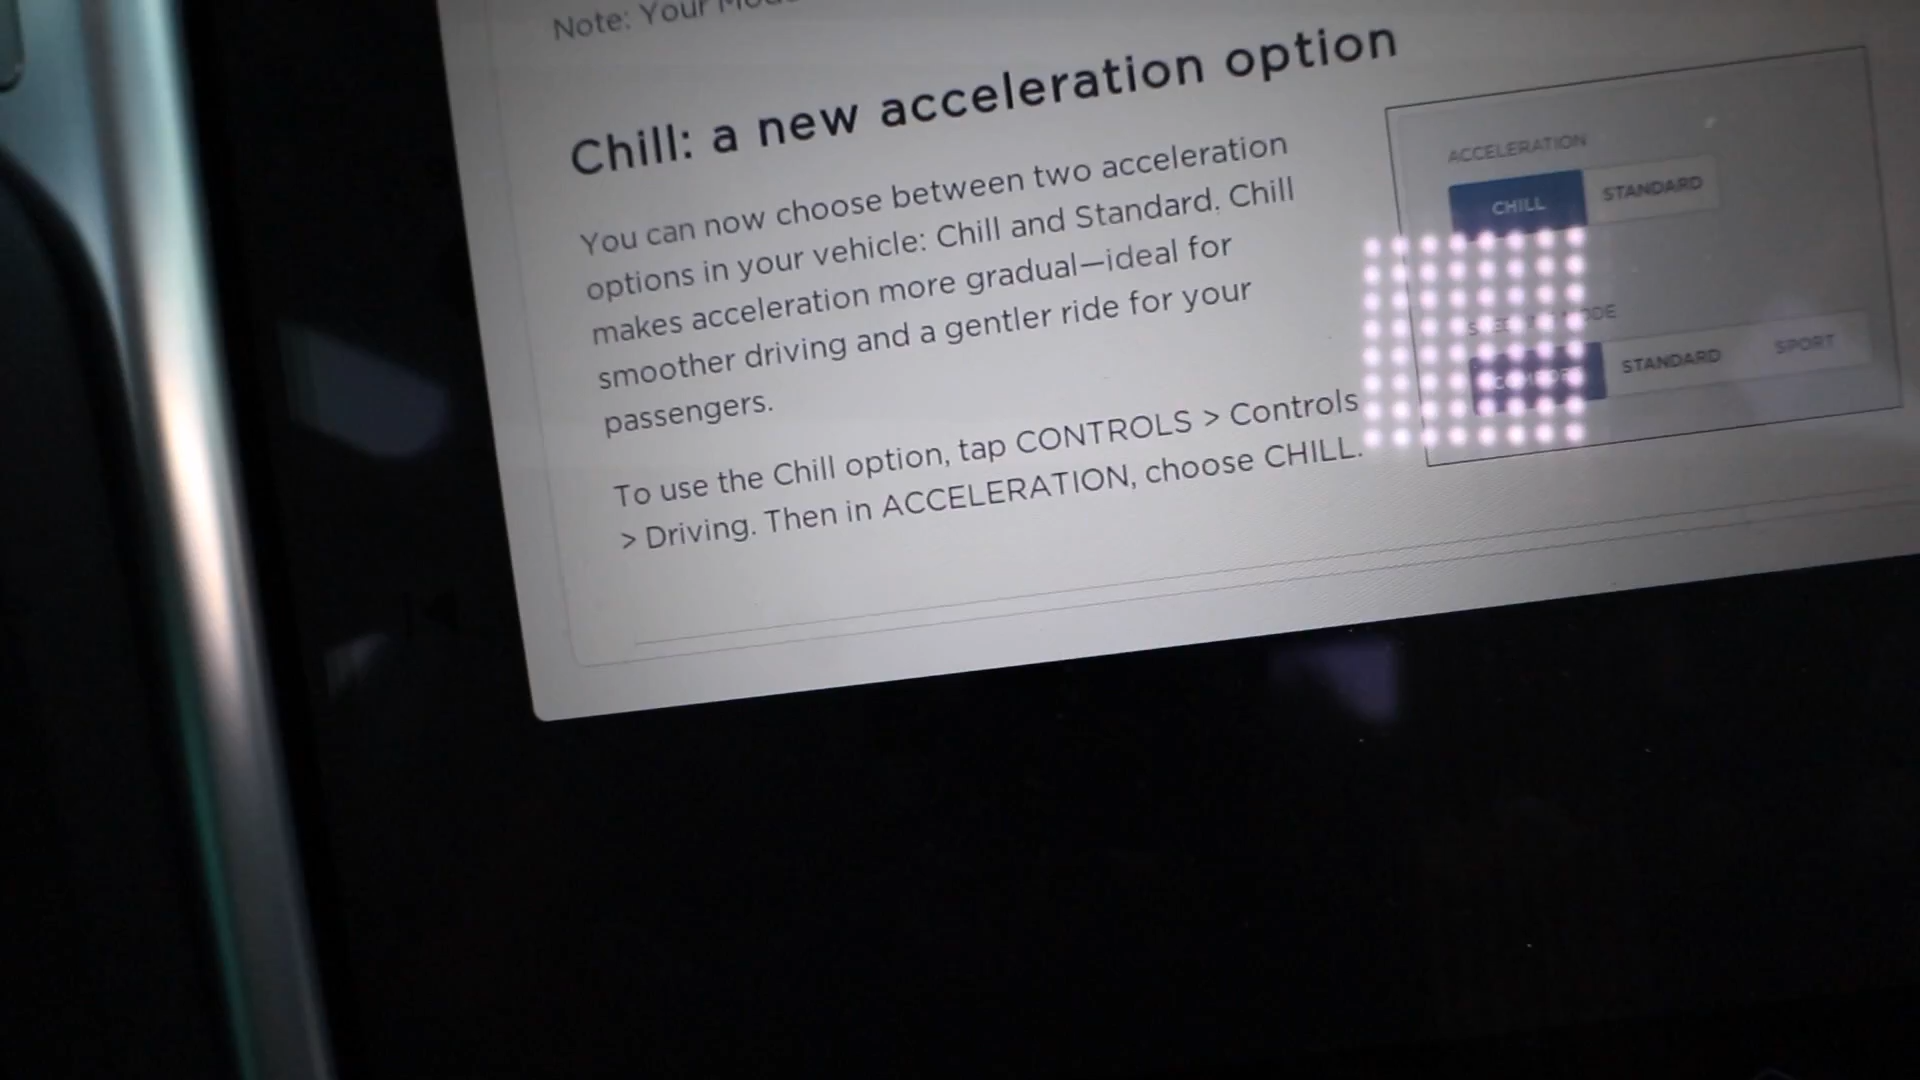 Note: Your
Chill: a new acceleration option
You can now choose between two acceleration
options in your vehicle: Chill and Standard. Chill
makes acceleration more gradual—ideal for
smoother driving and a gentler ride for your
passengers.
To use the Chill option, tap CONTROLS > Controls
> Driving. Then in ACCELERATION, choose CHILL.
ACCELERATION
CHILL STANDARD
STANDARD SPORT